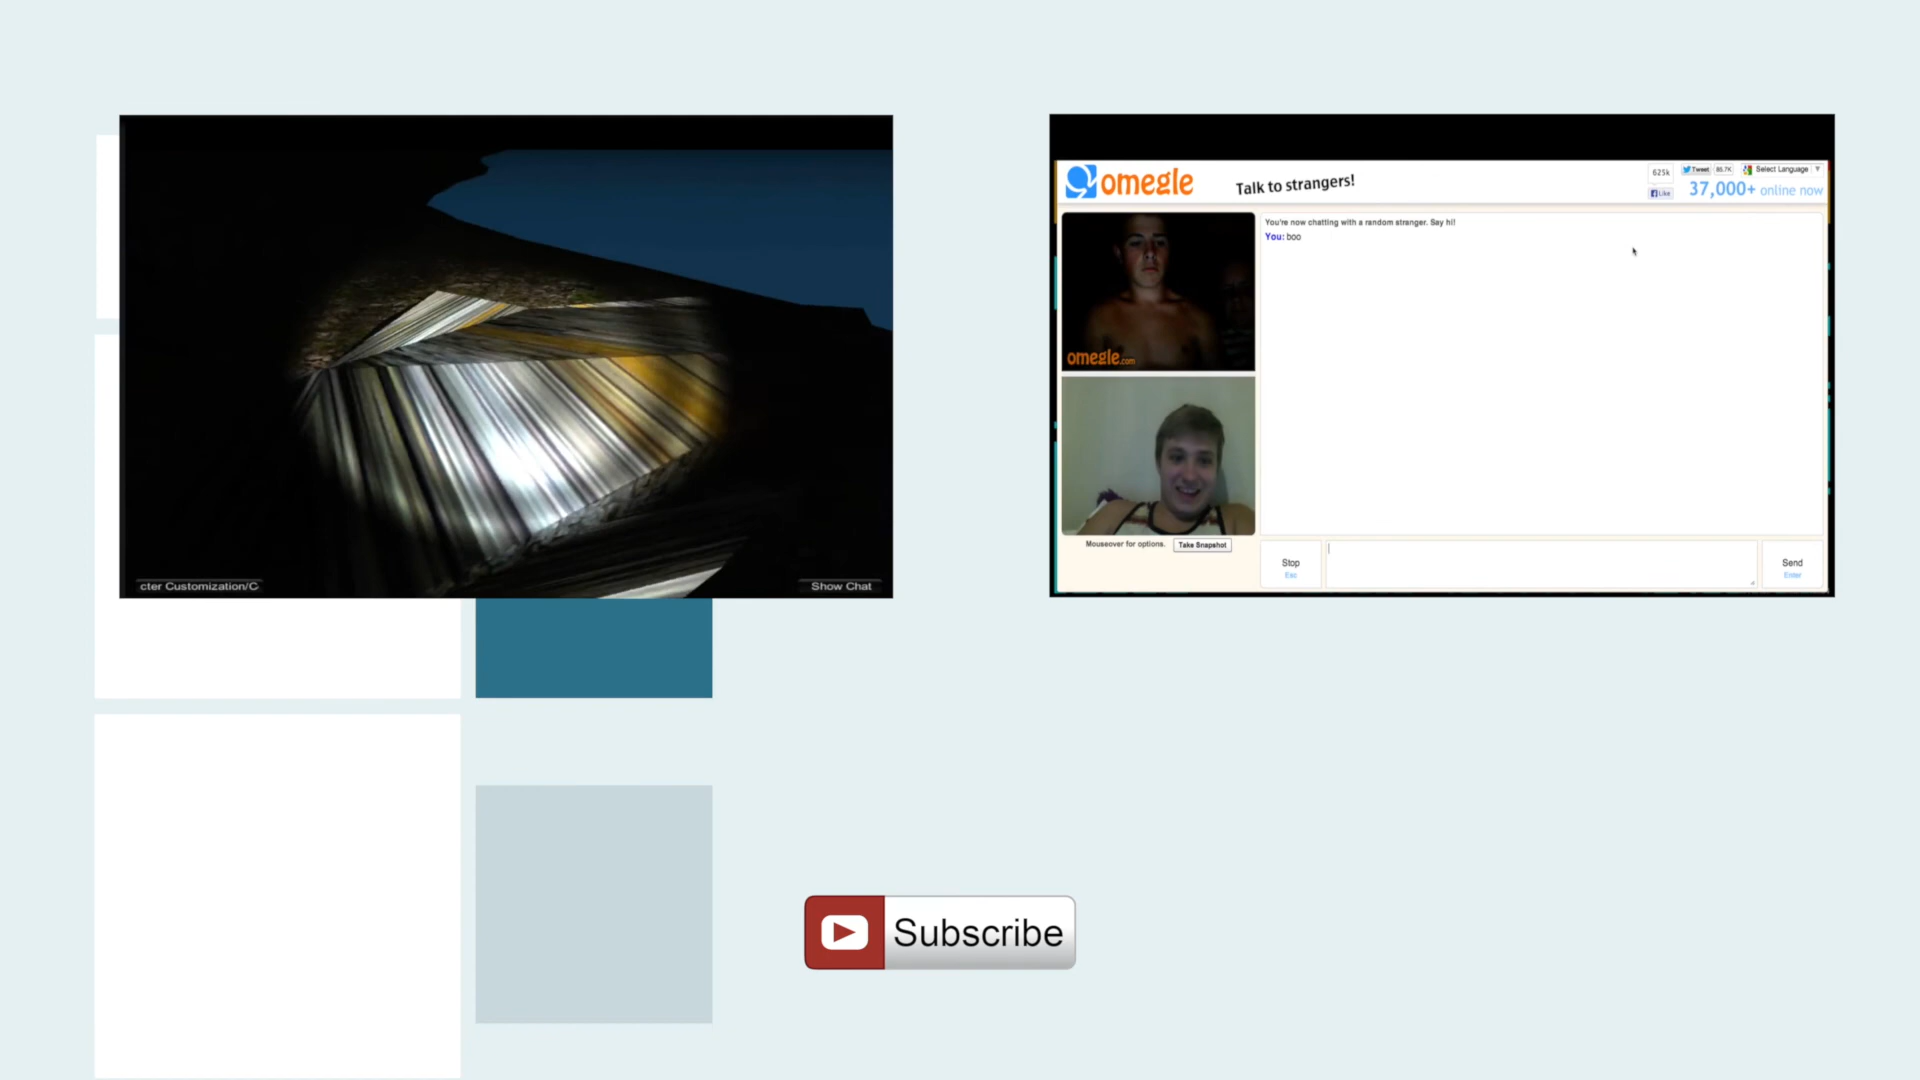 omegle
Talk to strangers!
625k
Like
Tweet
85.7K
Select Language
37,000+ online now
You're now chatting with a random stranger. Say hi!
You: boo
omegle.com
Mouseover for options.
Take Snapshot
Stop
Esc
Send
Enter
cter Customization/C
Show Chat
Subscribe